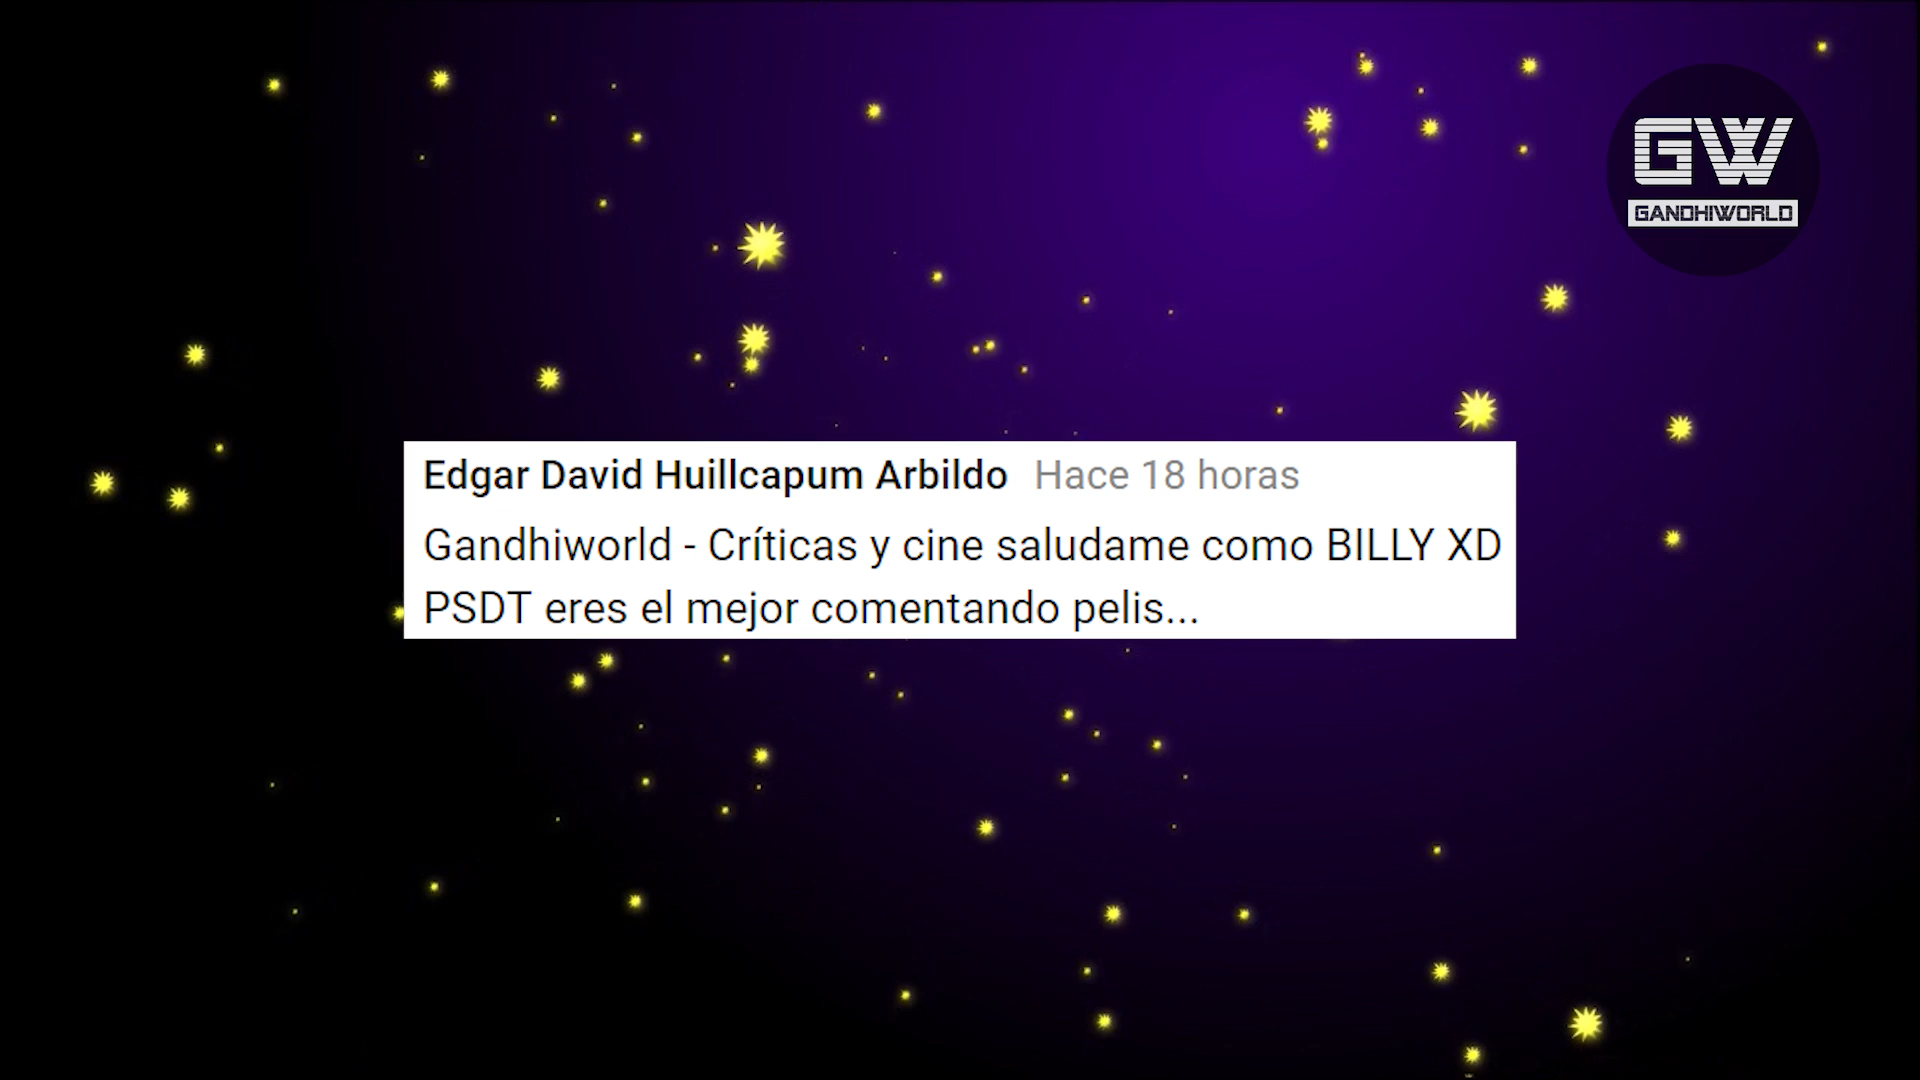 GW
GANDHIWORLD
Edgar David Huillcapum Arbildo Hace 18 horas
Gandhiworld - Críticas y cine saludame como BILLY XD
PSDT eres el mejor comentando pelis...